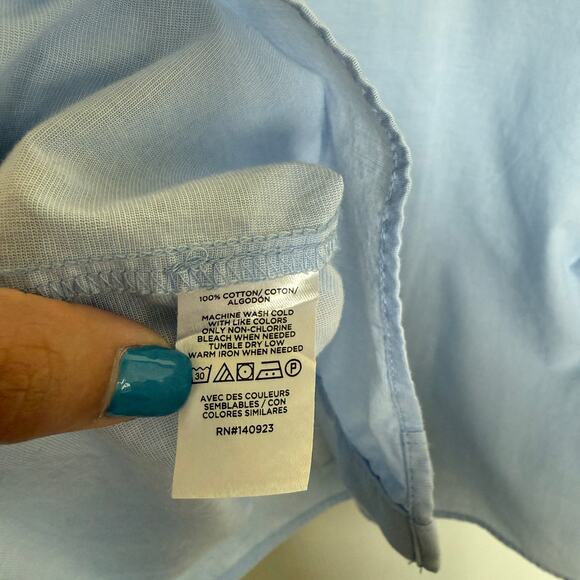 100% COTTON/ COTON/
ALGODÓN
MACHINE WASH COLD
WITH LIKE COLORS
ONLY NON-CHLORINE
BLEACH WHEN NEEDED
TUMBLE DRY LOW
WARM IRON WHEN NEEDED
30 P
AVEC DES COULEURS
SEMBLABLES / CON
COLORES SIMILARES
RN#140923